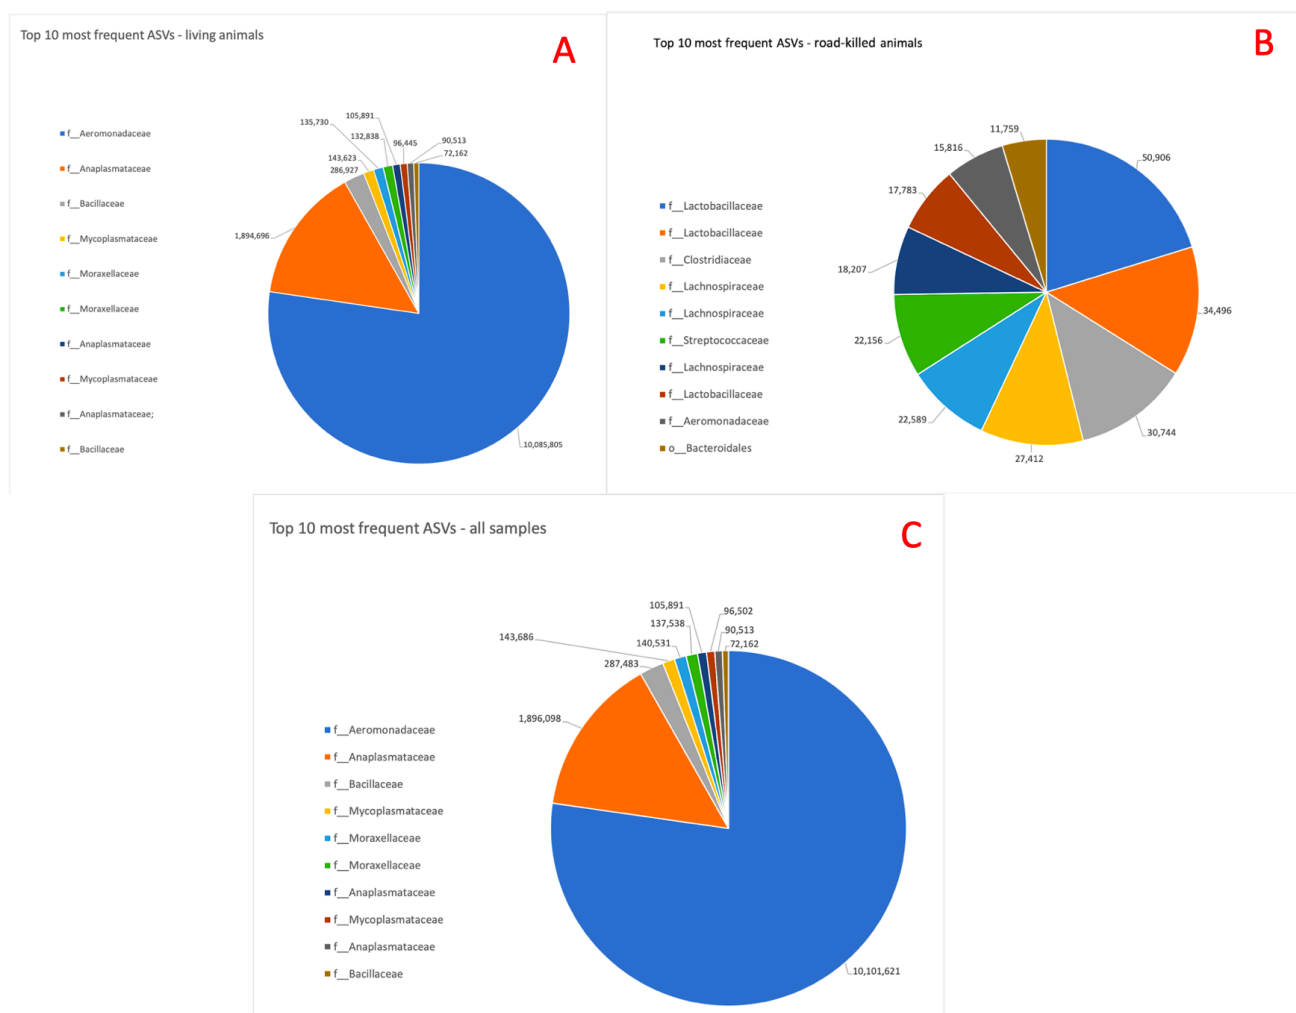 Top 10 most frequent ASVs - living animals
A
f__Aeromonadaceae
f__Anaplasmataceae
f__Bacillaceae
f__Mycoplasmataceae
f__Moraxellaceae
f__Moraxellaceae
f__Anaplasmataceae
f__Mycoplasmataceae
f__Anaplasmataceae;
f__Bacillaceae
105,891
135,730
132,838
96,445
90,513
72,162
143,623
286,927
1,894,696
10,085,805
Top 10 most frequent ASVs - road-killed animals
B
f__Lactobacillaceae
f__Lactobacillaceae
f__Clostridiaceae
f__Lachnospiraceae
f__Lachnospiraceae
f__Streptococcaceae
f__Lachnospiraceae
f__Lactobacillaceae
f__Aeromonadaceae
o__Bacteroidales
11,759
15,816
17,783
18,207
22,156
22,589
27,412
30,744
34,496
50,906
Top 10 most frequent ASVs - all samples
C
f__Aeromonadaceae
f__Anaplasmataceae
f__Bacillaceae
f__Mycoplasmataceae
f__Moraxellaceae
f__Moraxellaceae
f__Anaplasmataceae
f__Mycoplasmataceae
f__Anaplasmataceae
f__Bacillaceae
105,891
96,502
137,538
90,513
143,686
140,531
72,162
287,483
1,896,098
10,101,621